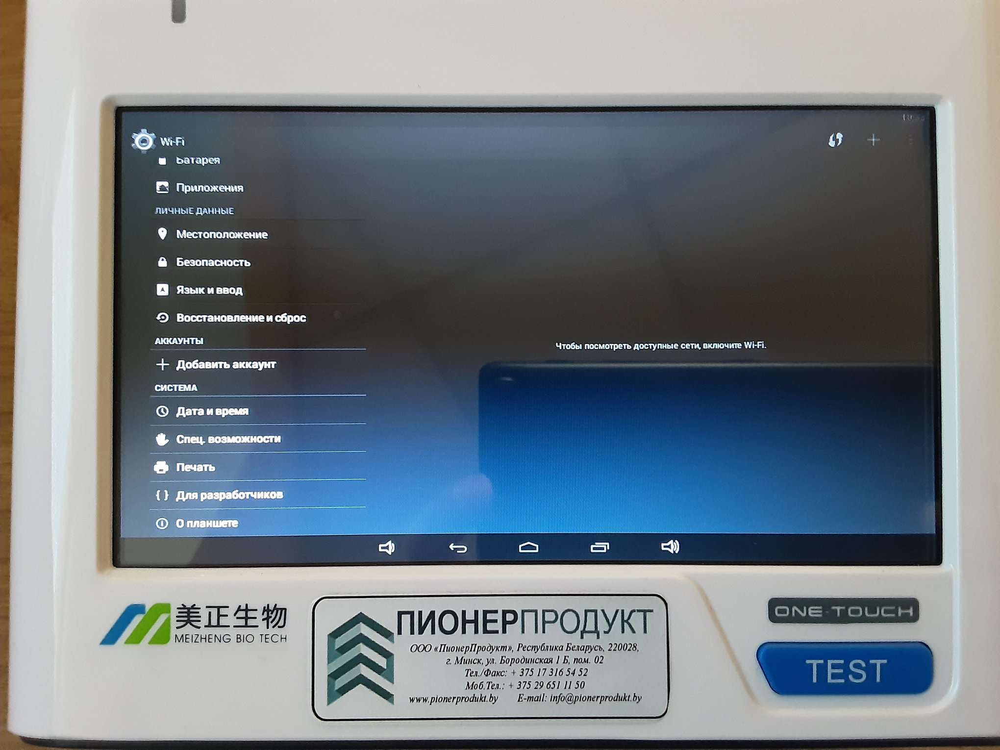 Wi-Fi
Батарея
Приложения
ЛИЧНЫЕ ДАННЫЕ
Местоположение
Безопасность
Язык и ввод
Восстановление и сброс
АККАУНТЫ
Добавить аккаунт
СИСТЕМА
Дата и время
Спец. возможности
Печать
Для разработчиков
О планшете
Чтобы посмотреть доступные сети, включите Wi-Fi.
美正生物
MEIZHENG BIO TECH
ПИОНЕРПРОДУКТ
ООО «ПионерПродукт», Республика Беларусь, 220028,
г. Минск, ул. Бородинская 1 Б, пом. 02
Тел./Факс: + 375 17 316 54 52
Моб.Тел.: + 375 29 651 11 50
www.pionerprodukt.by E-mail: info@pionerprodukt.by
ONE-TOUCH
TEST